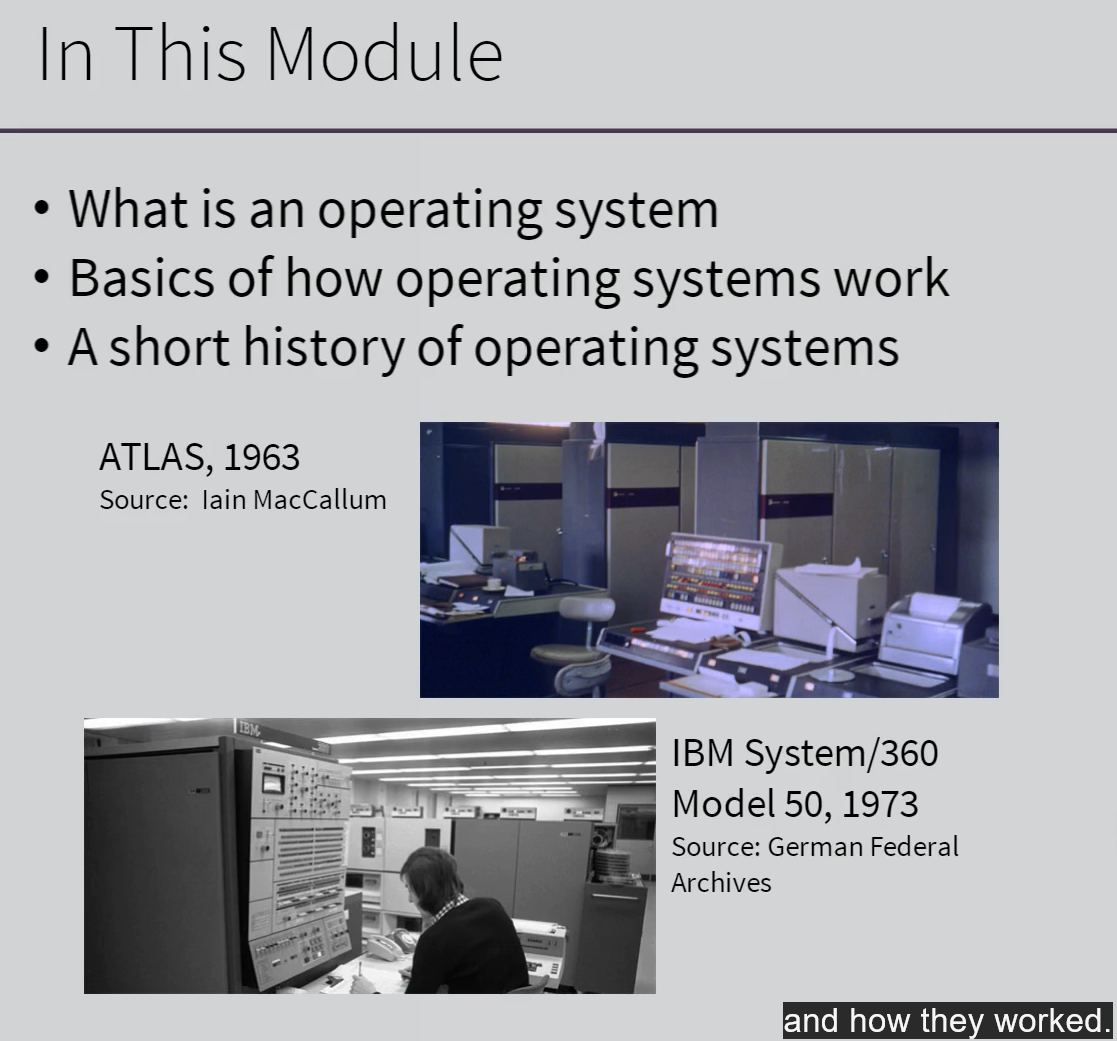 In This Module
• What is an operating system
• Basics of how operating systems work
• A short history of operating systems
ATLAS, 1963
Source: Iain MacCallum
IBM
IBM System/360
Model 50, 1973
Source: German Federal
Archives
and how they worked.